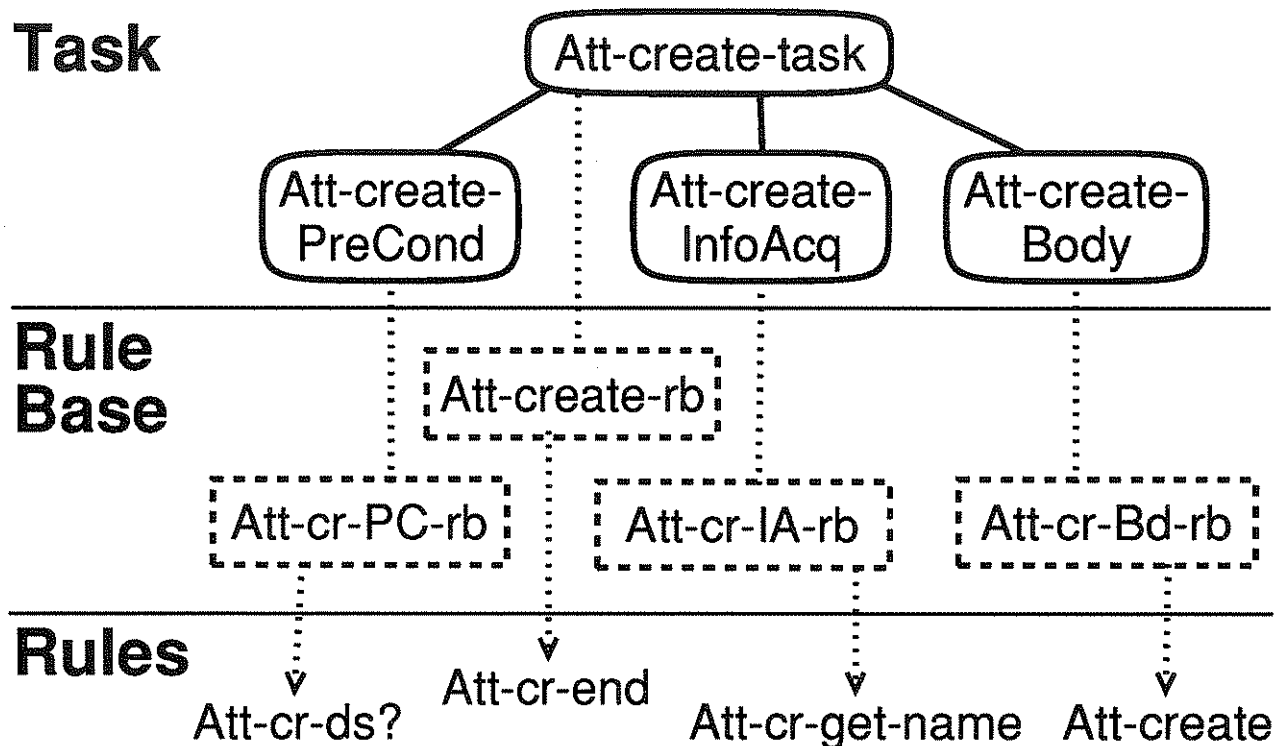 Task
Att-create-task
Att-create-
PreCond
Att-create-
InfoAcq
Att-create-
Body
Rule
Base
Att-create-rb
Att-cr-PC-rb
Att-cr-IA-rb
Att-cr-Bd-rb
Rules
Att-cr-end
Att-cr-ds?
Att-cr-get-name
Att-create